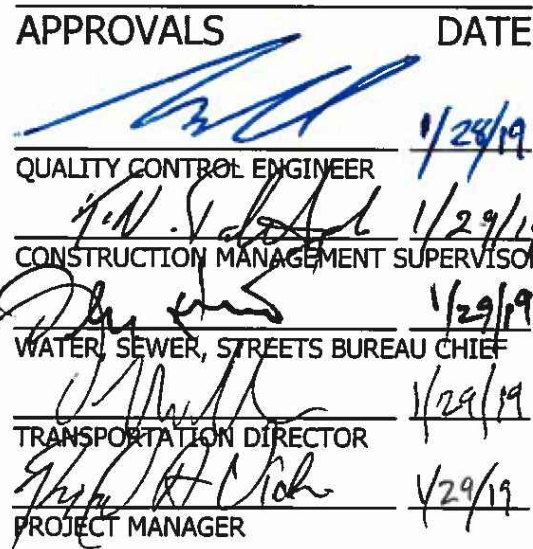 APPROVALS DATE
1/28/19
QUALITY CONTROL ENGINEER
T.N. 1/29/1
CONSTRUCTION MANAGEMENT SUPERVISO
1/29/19
WATER, SEWER, STREETS BUREAU CHIEF
1/29/19
TRANSPORTATION DIRECTOR
1/29/19
PROJECT MANAGER